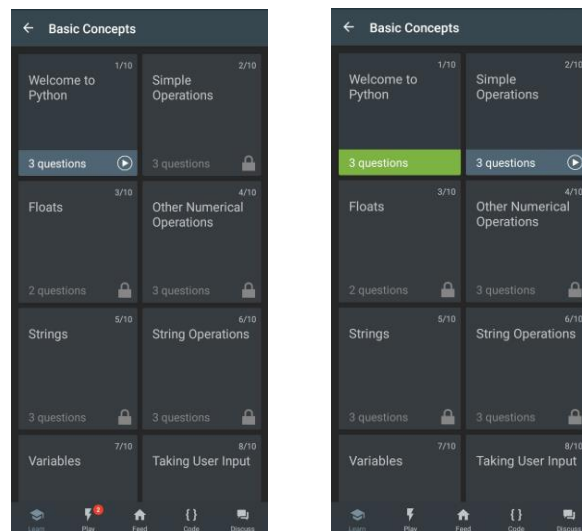 Basic Concepts
1/10
Welcome to
Python
3 questions
2/10
Simple
Operations
3 questions
3/10
Floats
2 questions
4/10
Other Numerical
Operations
3 questions
5/10
Strings
3 questions
6/10
String Operations
3 questions
7/10
Variables
8/10
Taking User Input
Learn
2
Play
Feed
{ } Code
Discuss
Basic Concepts
1/10
Welcome to
Python
3 questions
2/10
Simple
Operations
3 questions
3/10
Floats
2 questions
4/10
Other Numerical
Operations
3 questions
5/10
Strings
3 questions
6/10
String Operations
3 questions
7/10
Variables
8/10
Taking User Input
Learn
Play
Feed
{ } Code
Discuss